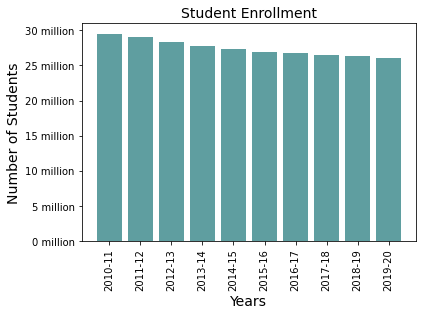 Student Enrollment
Number of Students
30 million
25 million
20 million
15 million
10 million
5 million
0 million
2010-11
2011-12
2012-13
2013-14
2014-15
2015-16
2016-17
2017-18
2018-19
2019-20
Years